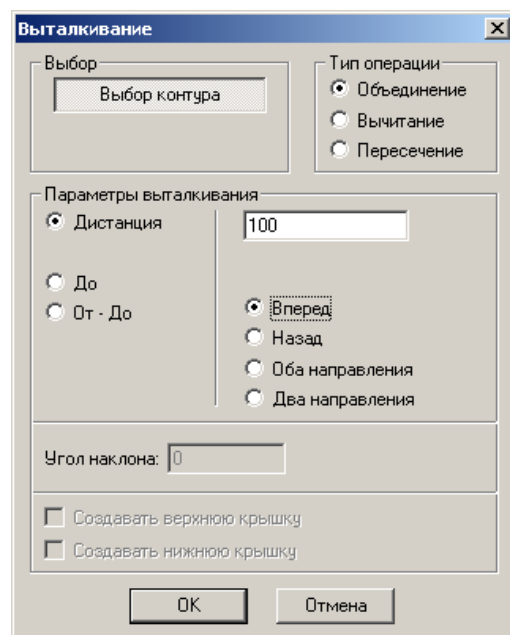 Выталкивание
Выбор
Выбор контура
Тип операции
Объединение
Вычитание
Пересечение
Параметры выталкивания
Дистанция
100
До
От - До
Вперед
Назад
Оба направления
Два направления
Угол наклона: 0
Создавать верхнюю крышку
Создавать нижнюю крышку
OK Отмена